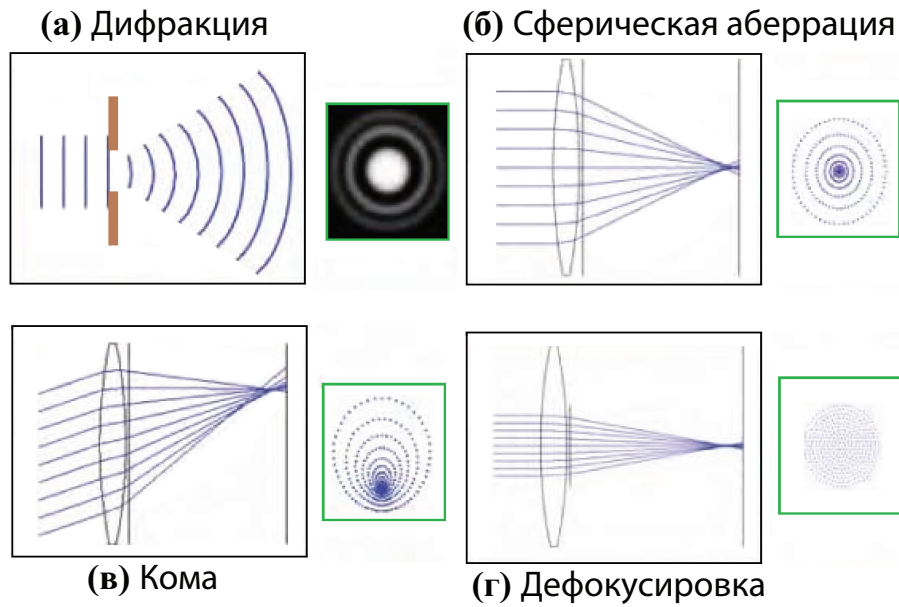 (а) Дифракция
(б) Сферическая аберрация
(в) Кома
(г) Дефокусировка